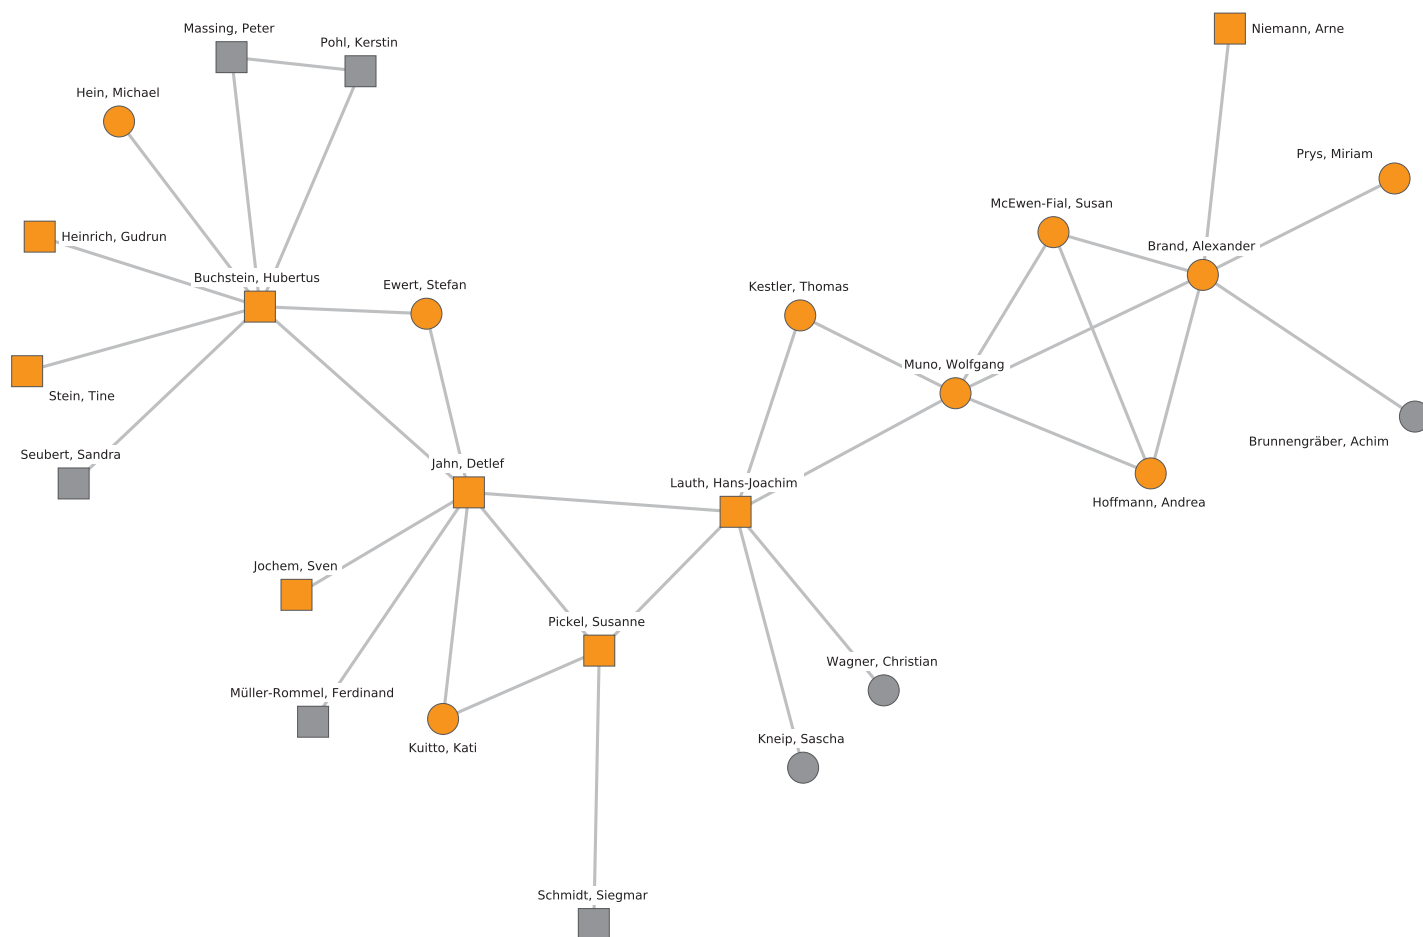 Massing, Peter
Niemann, Arne
Pohl, Kerstin
Hein, Michael
Prys, Miriam
McEwen-Fial, Susan
Heinrich, Gudrun
Brand, Alexander
Buchstein, Hubertus
Ewert, Stefan
Kestler, Thomas
Muno, Wolfgang
Stein, Tine
Brunnengräber, Achim
Seubert, Sandra
Jahn, Detlef
Lauth, Hans-Joachim
Hoffmann, Andrea
Jochem, Sven
Pickel, Susanne
Wagner, Christian
Müller-Rommel, Ferdinand
Kneip, Sascha
Kuitto, Kati
Schmidt, Siegmar